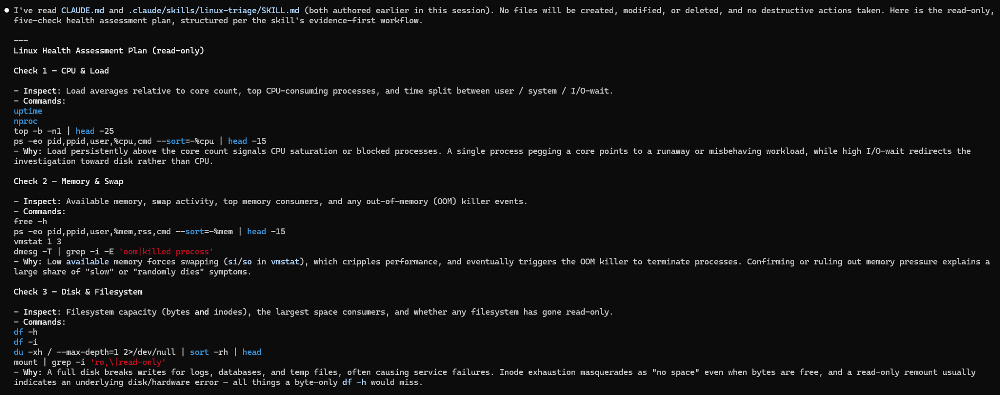 ● I've read CLAUDE.md and .claude/skills/linux-triage/SKILL.md (both authored earlier in this session). No files will be created, modified, or deleted, and no destructive actions taken. Here is the read-only,
five-check health assessment plan, structured per the skill's evidence-first workflow.
---
Linux Health Assessment Plan (read-only)
Check 1 — CPU & Load
- Inspect: Load averages relative to core count, top CPU-consuming processes, and time split between user / system / I/O-wait.
- Commands:
uptime
nproc
top -b -n1 | head -25
ps -eo pid,ppid,user,%cpu,cmd --sort=-%cpu | head -15
- Why: Load persistently above the core count signals CPU saturation or blocked processes. A single process pegging a core points to a runaway or misbehaving workload, while high I/O-wait redirects the
investigation toward disk rather than CPU.
Check 2 — Memory & Swap
- Inspect: Available memory, swap activity, top memory consumers, and any out-of-memory (OOM) killer events.
- Commands:
free -h
ps -eo pid,ppid,user,%mem,rss,cmd --sort=-%mem | head -15
vmstat 1 3
dmesg -T | grep -i -E 'oom|killed process'
- Why: Low available memory forces swapping (si/so in vmstat), which cripples performance, and eventually triggers the OOM killer to terminate processes. Confirming or ruling out memory pressure explains a
large share of "slow" or "randomly dies" symptoms.
Check 3 — Disk & Filesystem
- Inspect: Filesystem capacity (bytes and inodes), the largest space consumers, and whether any filesystem has gone read-only.
- Commands:
df -h
df -i
du -xh / --max-depth=1 2>/dev/null | sort -rh | head
mount | grep -i 'ro,\|read-only'
- Why: A full disk breaks writes for logs, databases, and temp files, often causing service failures. Inode exhaustion masquerades as "no space" even when bytes are free, and a read-only remount usually
indicates an underlying disk/hardware error — all things a byte-only df -h would miss.